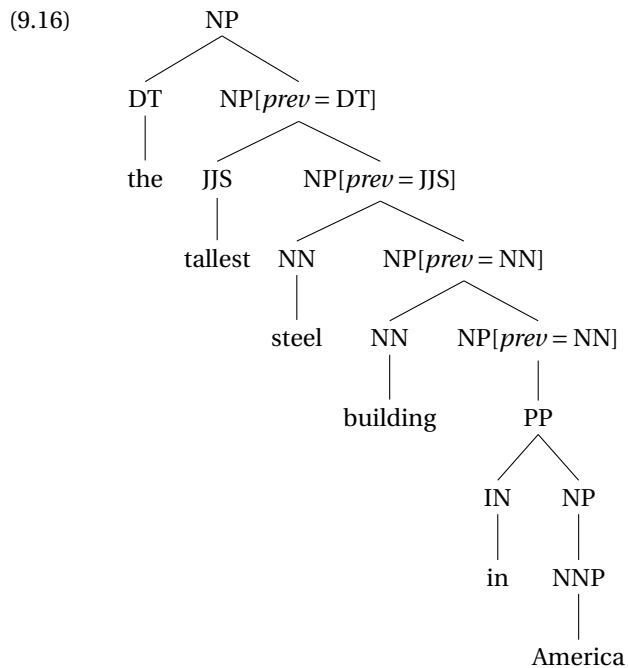 (9.16) NP
DT NP[prev = DT]
the JJS NP[prev = JJS]
tallest NN NP[prev = NN]
steel NN NP[prev = NN]
building PP
IN NP
in NNP
America